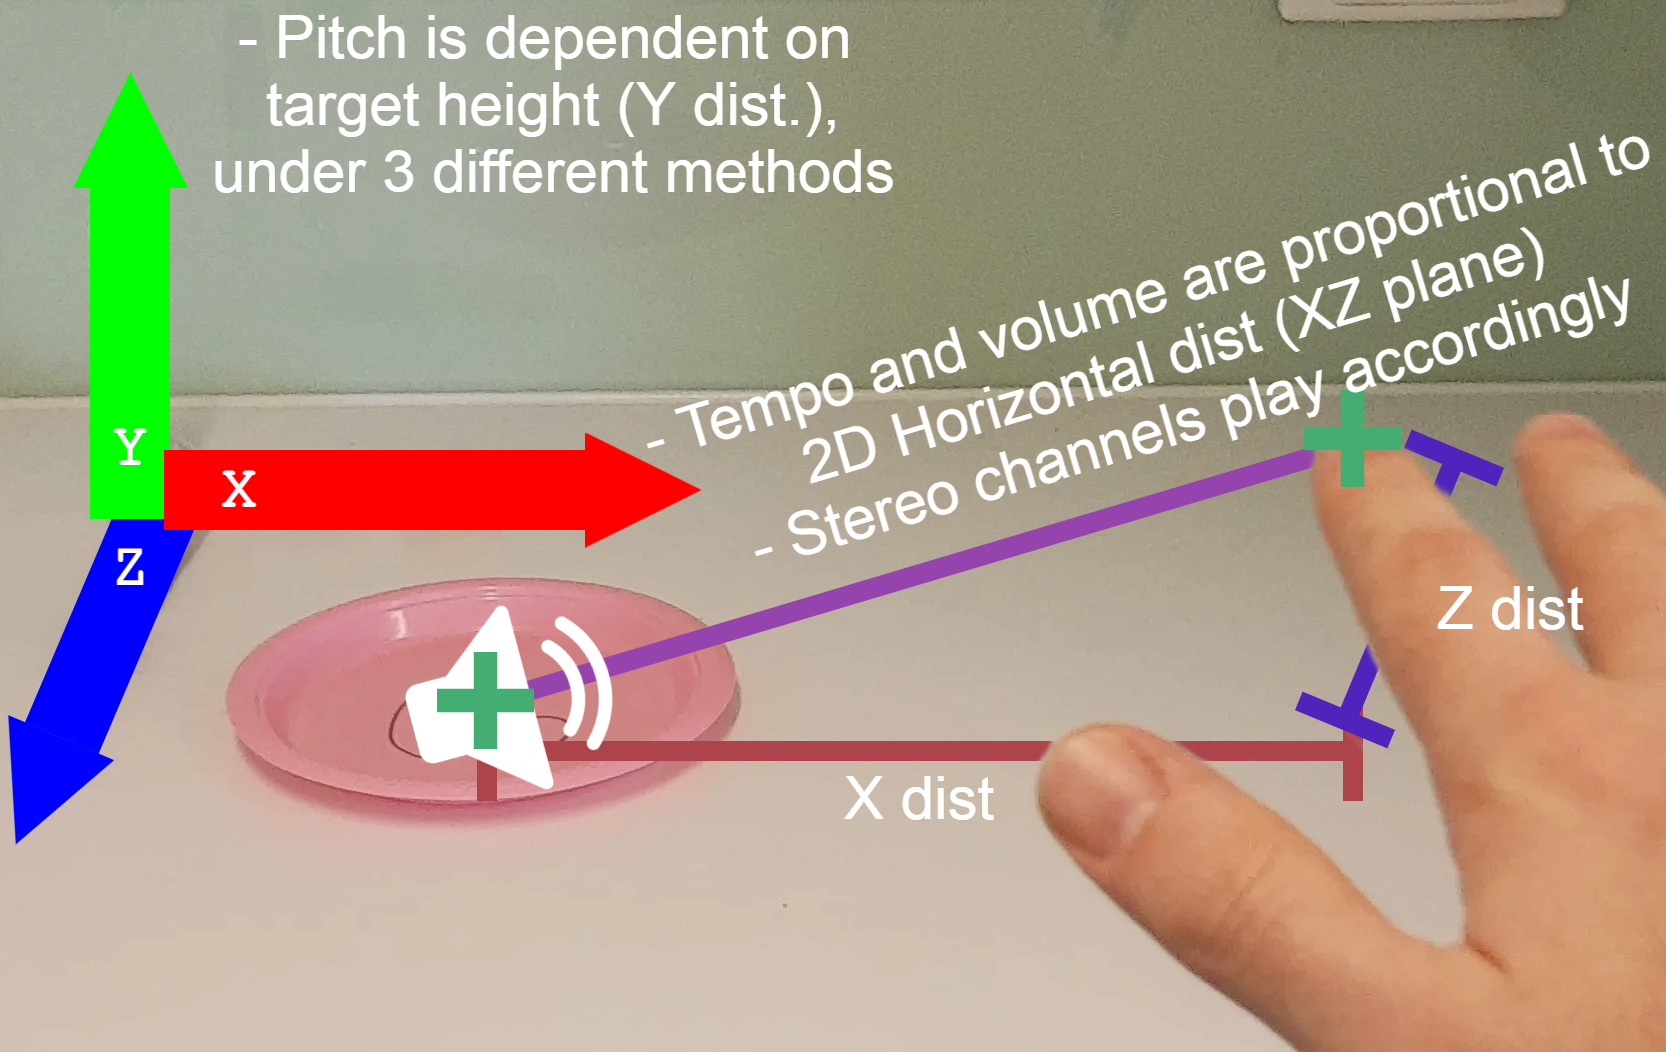 - Pitch is dependent on
target height (Y dist.),
under 3 different methods
- Tempo and volume are proportional to
2D Horizontal dist (XZ plane)
- Stereo channels play accordingly
Y
X
Z
Z dist
X dist